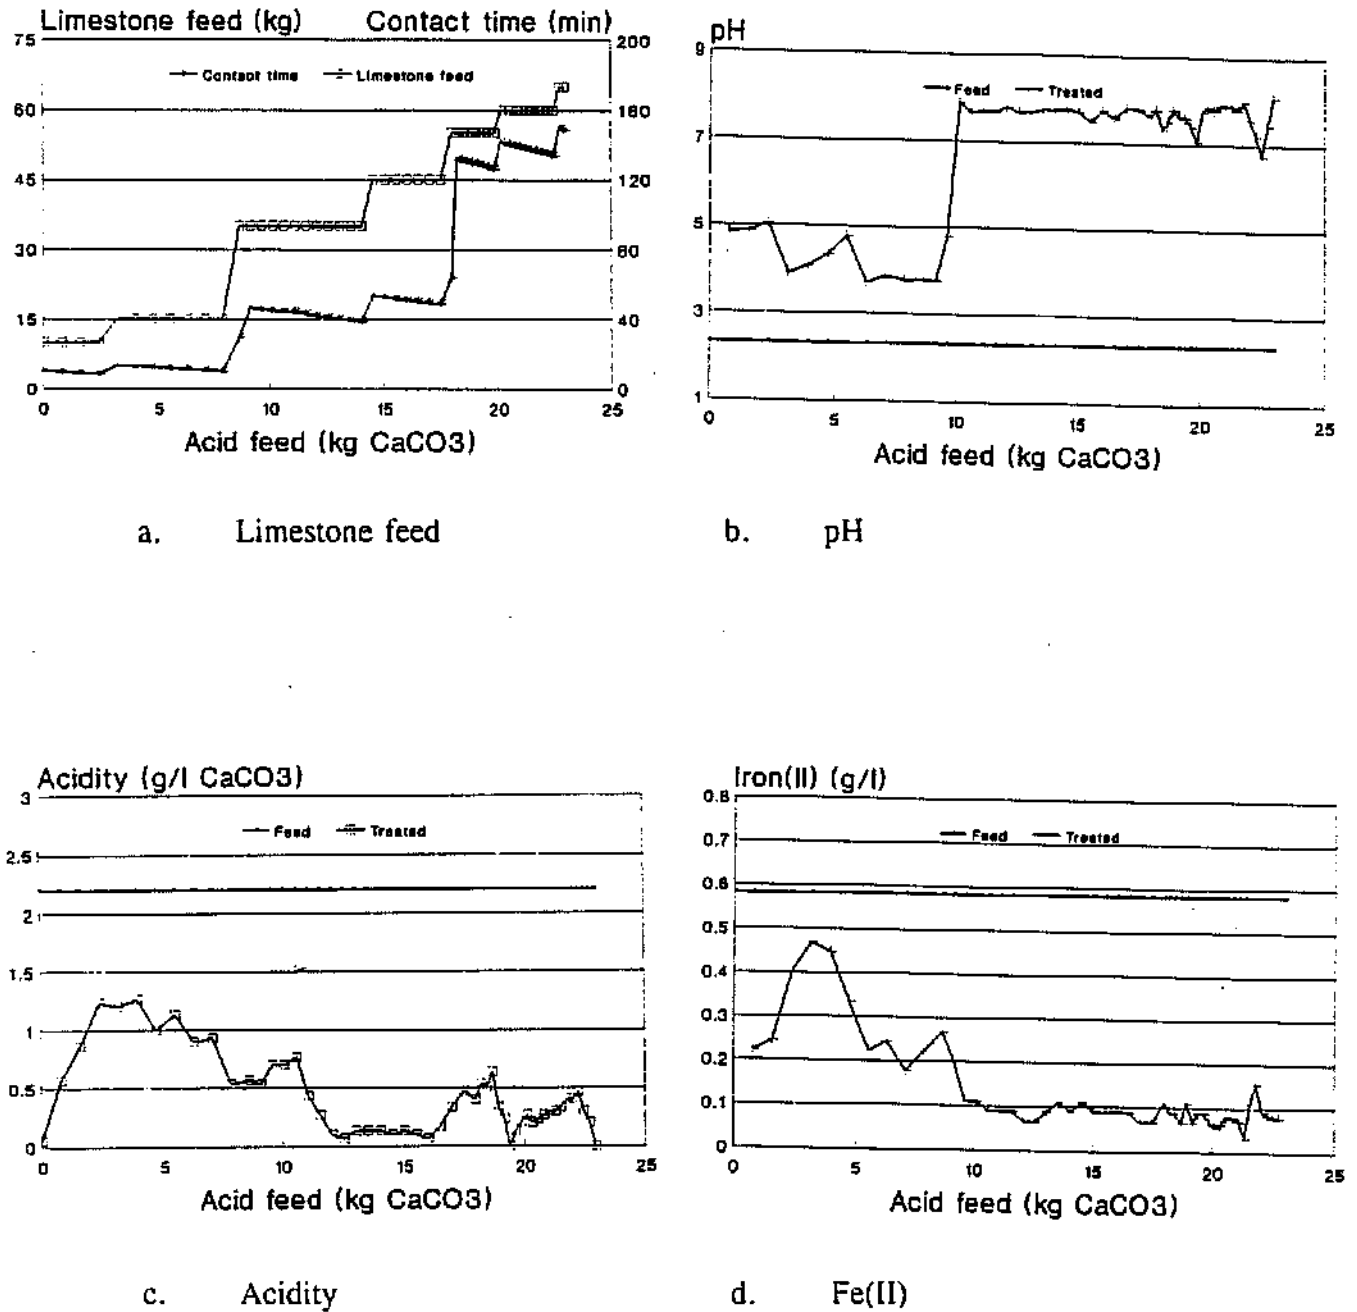 Limestone feed (kg) Contact time (min)
75 200
Contact time Limestone feed
60 160
45 120
30 80
15 40
0 0
0 5 10 15 20 25
Acid feed (kg CaCO3)
a. Limestone feed
pH
9
Feed Treated
7
5
3
1
0 5 10 15 20 25
Acid feed (kg CaCO3)
b. pH
Acidity (g/l CaCO3)
3
Feed Treated
2.5
2
1.5
1
0.5
0
0 5 10 15 20 25
Acid feed (kg CaCO3)
c. Acidity
Iron(II) (g/l)
0.8
0.7
Feed Treated
0.6
0.5
0.4
0.3
0.2
0.1
0
0 5 10 15 20 25
Acid feed (kg CaCO3)
d. Fe(II)